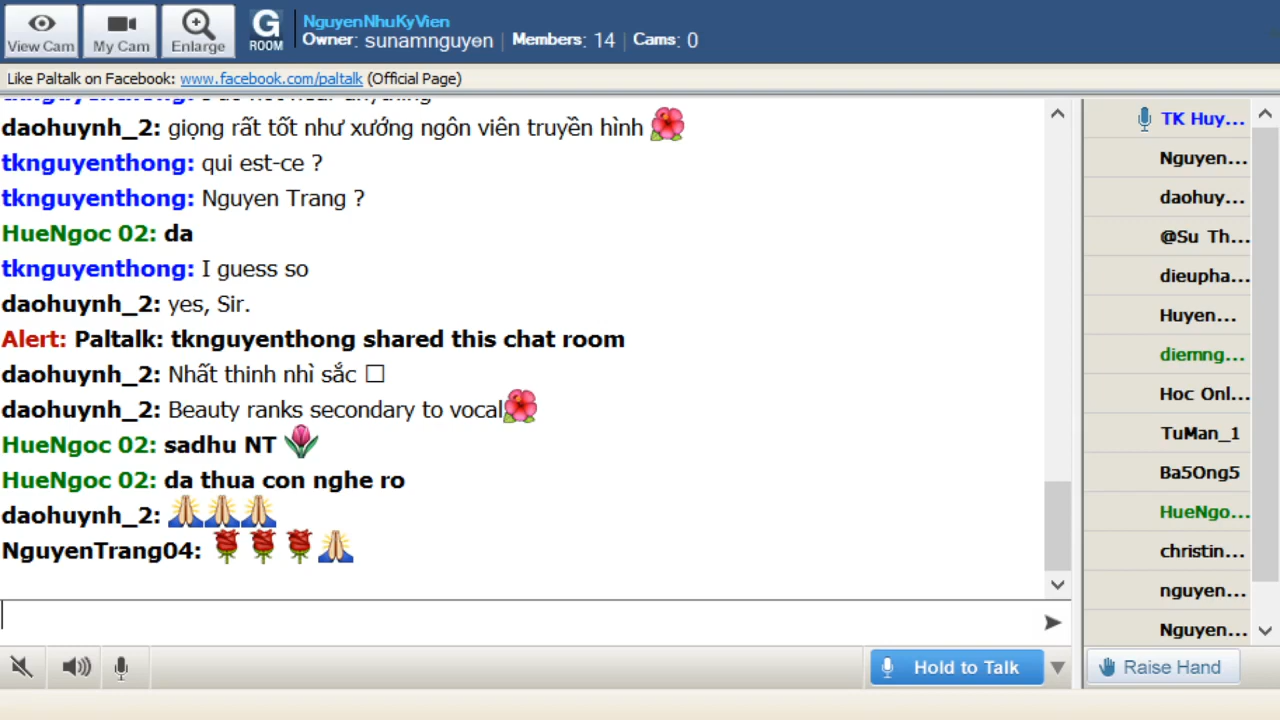 View Cam
My Cam
Enlarge
G
ROOM
NguyenNhuKyVien
Owner: sunamnguyen | Members: 14 | Cams: 0
Like Paltalk on Facebook: www.facebook.com/paltalk (Official Page)
daohuynh_2: giọng rất tốt như xướng ngôn viên truyền hình
tknguyenthong: qui est-ce ?
tknguyenthong: Nguyen Trang ?
HueNgoc 02: da
tknguyenthong: I guess so
daohuynh_2: yes, Sir.
Alert: Paltalk: tknguyenthong shared this chat room
daohuynh_2: Nhất thinh nhì sắc □
daohuynh_2: Beauty ranks secondary to vocal
HueNgoc 02: sadhu NT
HueNgoc 02: da thua con nghe ro
daohuynh_2:
NguyenTrang04:
TK Huy...
Nguyen...
daohuy...
@Su Th...
dieupha...
Huyen...
diemng...
Hoc Onl...
TuMan_1
Ba5Ong5
HueNgo...
christin...
nguyen...
Nguyen...
Hold to Talk
Raise Hand